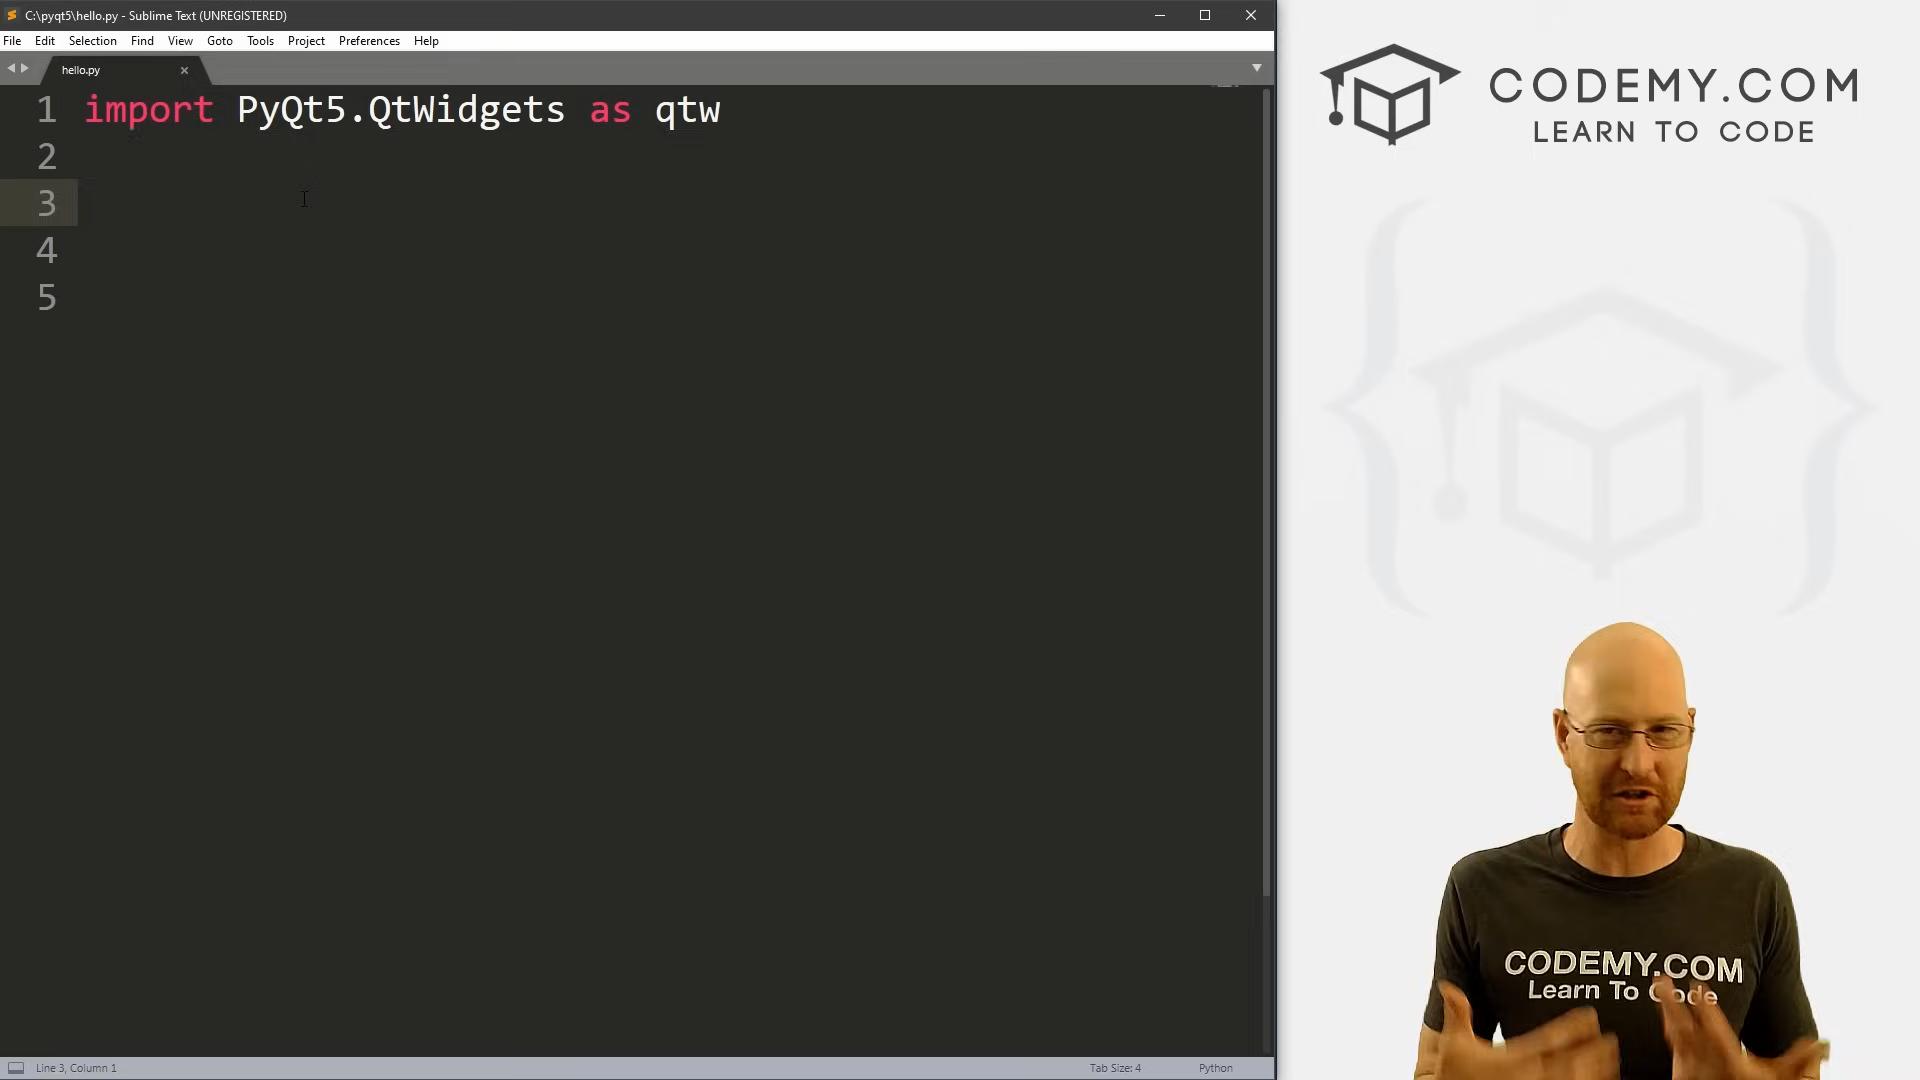 C:\pyqt5\hello.py - Sublime Text (UNREGISTERED)
File Edit Selection Find View Goto Tools Project Preferences Help
hello.py
1 import PyQt5.QtWidgets as qtw
2
3
4
5
Line 3, Column 1
Tab Size: 4
Python
CODEMY.COM
LEARN TO CODE
CODEMY.COM
Learn To Code